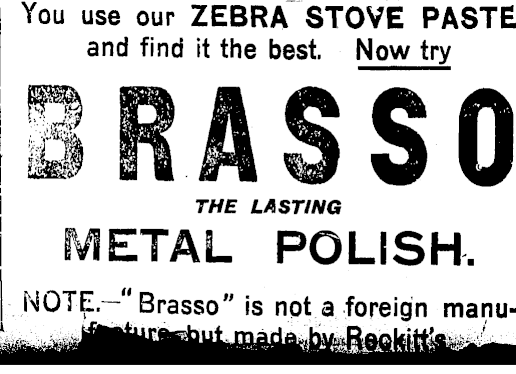 You use our ZEBRA STOVE PASTE
and find it the best. Now try
BRASSO
THE LASTING
METAL POLISH.
NOTE.—“Brasso” is not a foreign manu-
facture but made by Reckitt's